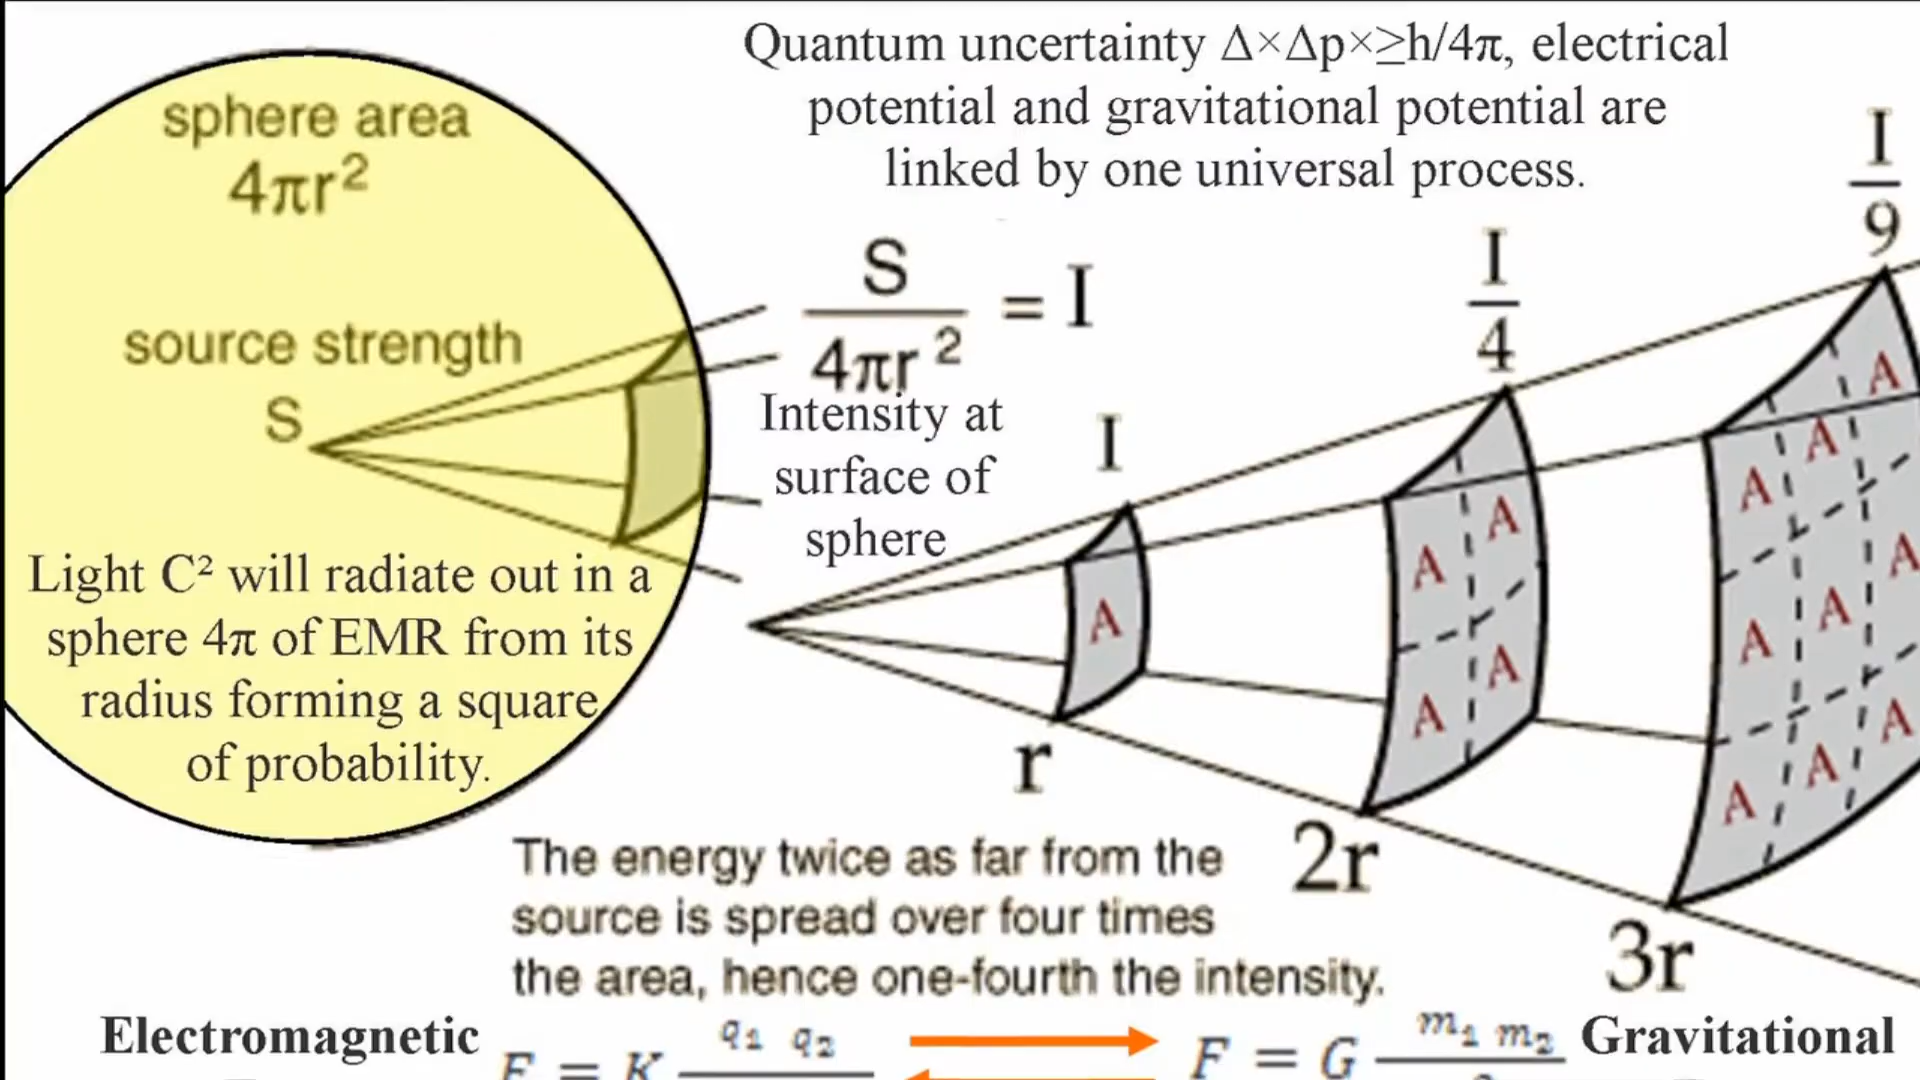 Quantum uncertainty Δ×Δp×≥h/4π, electrical
potential and gravitational potential are
linked by one universal process.
sphere area
4πr²
source strength
S
Light C² will radiate out in a
sphere 4π of EMR from its
radius forming a square
of probability.
S
4πr² = I
Intensity at
surface of
sphere
I
I
4
I
9
A
A A
A A
A A A
A A A
A A A
r
2r
3r
The energy twice as far from the
source is spread over four times
the area, hence one-fourth the intensity.
Electromagnetic
F = K q₁ q₂
F = G m₁ m₂
Gravitational